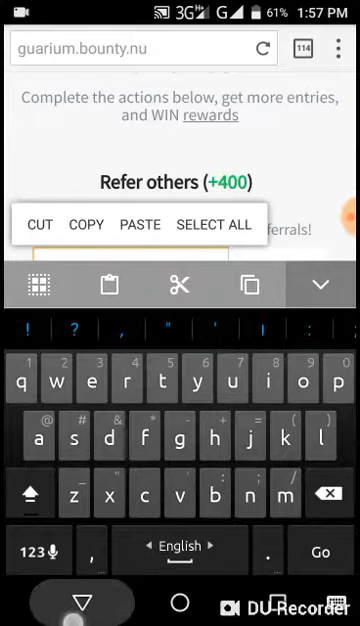 3G H+ G 61% 1:57 PM
guarium.bounty.nu 114
Complete the actions below, get more entries,
and WIN rewards
Refer others (+400)
CUT COPY PASTE SELECT ALL ferrals!
! ? , " ' :
1 2 3 4 5 6 7 8 9 0
q w e r t y u i o p
@ # & * - + = ( )
a s d f g h j k l
z x c v b n m
123 , English . Go
DU Recorder